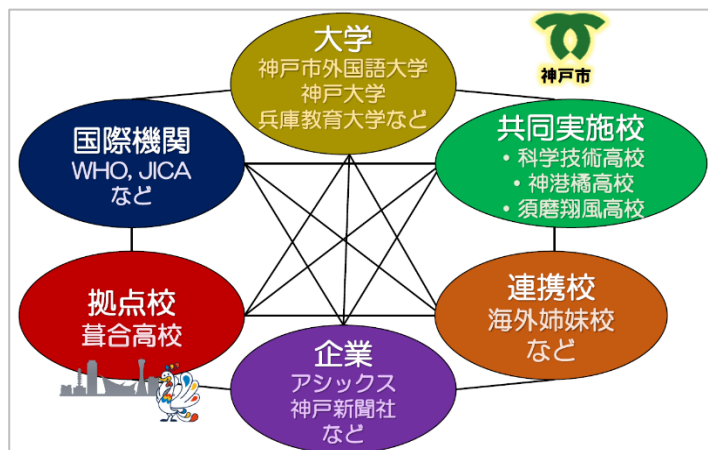 大学
神戸市外国語大学
神戸大学
兵庫教育大学など
神戸市
国際機関
WHO, JICA
など
共同実施校
・科学技術高校
・神港橘高校
・須磨翔風高校
拠点校
葺合高校
連携校
海外姉妹校
など
企業
アシックス
神戸新聞社
など